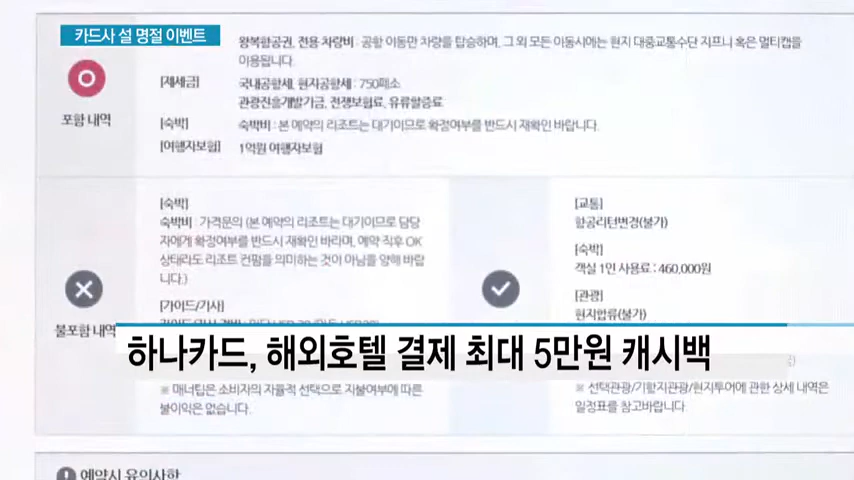 카드사 설 명절 이벤트
왕복항공권, 전용 차량비 : 공항 이동만 차량을 탑승하며, 그 외 모든 이동시에는 현지 대중교통수단 지프니 혹은 멀티캡을
이용됩니다.
[제세금] 국내공항세, 현지공항세 : 750페소
관광진흥개발기금, 전쟁보험료, 유류할증료
포함 내역
[숙박] 숙박비 : 본 예약의 리조트는 대기이므로 확정여부를 반드시 재확인 바랍니다.
[여행자보험] 1억원 여행자보험
[숙박]
숙박비 : 가격문의 (본 예약의 리조트는 대기이므로 담당
자에게 확정여부를 반드시 재확인 바라며, 예약 직후 OK
상태라도 리조트 컨펌을 의미하는 것이 아님을 양해 바랍
니다.)
[가이드/기사]
불포함 내역
※ 매너팁은 소비자의 자율적 선택으로 지불여부에 따른
불이익은 없습니다.
[교통]
항공리턴변경(불가)
[숙박]
객실 1인 사용료 : 460,000원
[관광]
현지합류(불가)
※ 선택관광/기항지관광/현지투어에 관한 상세 내역은
일정표를 참고바랍니다.
하나카드, 해외호텔 결제 최대 5만원 캐시백
예약시 유의사항